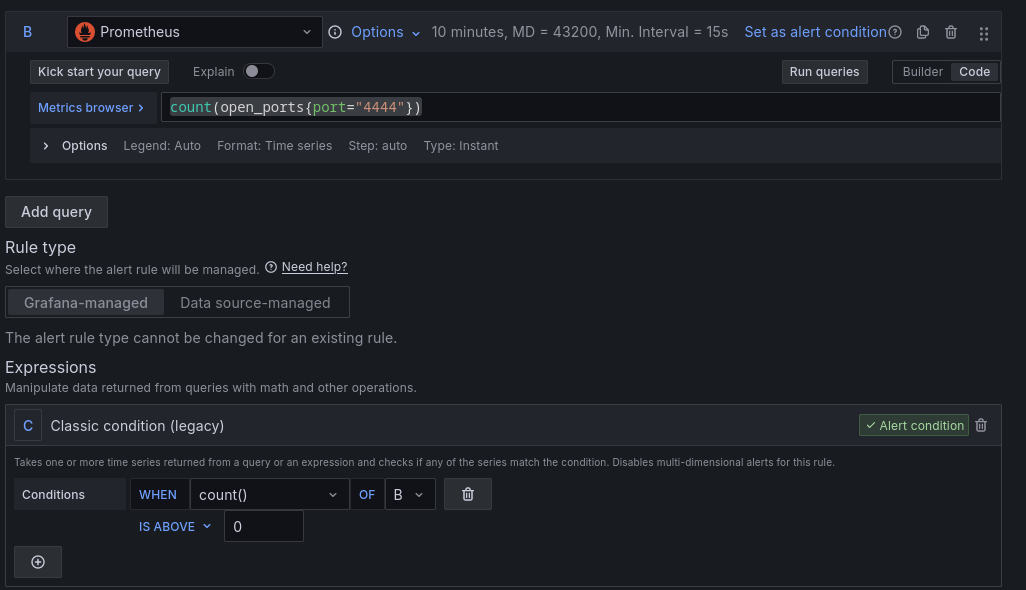 B Prometheus Options 10 minutes, MD = 43200, Min. Interval = 15s Set as alert condition
Kick start your query Explain Run queries Builder Code
Metrics browser > count(open_ports{port="4444"})
> Options Legend: Auto Format: Time series Step: auto Type: Instant
Add query
Rule type
Select where the alert rule will be managed. Need help?
Grafana-managed Data source-managed
The alert rule type cannot be changed for an existing rule.
Expressions
Manipulate data returned from queries with math and other operations.
C Classic condition (legacy) ✓ Alert condition
Takes one or more time series returned from a query or an expression and checks if any of the series match the condition. Disables multi-dimensional alerts for this rule.
Conditions WHEN count() OF B
IS ABOVE 0